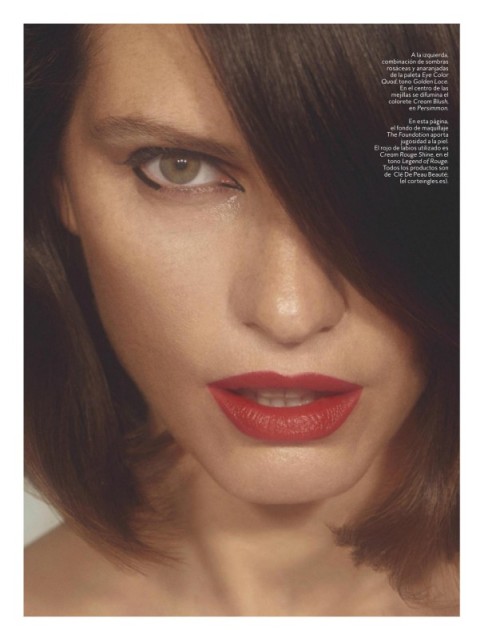 A la izquierda,
combinación de sombras
rosáceas y anaranjadas
de la paleta Eye Color
Quad, tono Golden Loce.
En el centro de las
mejillas se difumina el
colorete Cream Blush,
en Persimmon.
En esta página,
el fondo de maquillaje
The Foundation aporta
jugosidad a la piel.
El rojo de labios utilizado es
Cream Rouge Shine, en el
tono Legend of Rouge.
Todos los productos son
de Clé De Peau Beauté;
(el corteingles.es).